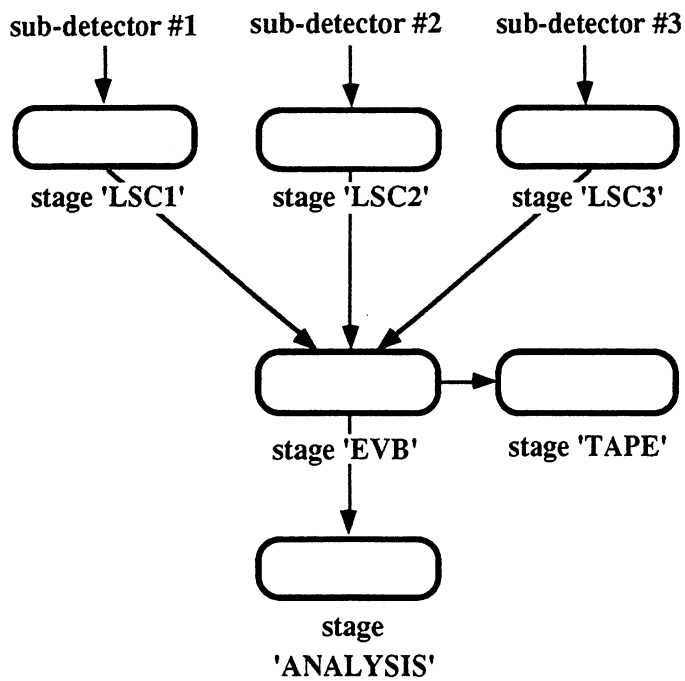 sub-detector #1
sub-detector #2
sub-detector #3
stage 'LSC1'
stage 'LSC2'
stage 'LSC3'
stage 'EVB'
stage 'TAPE'
stage
'ANALYSIS'